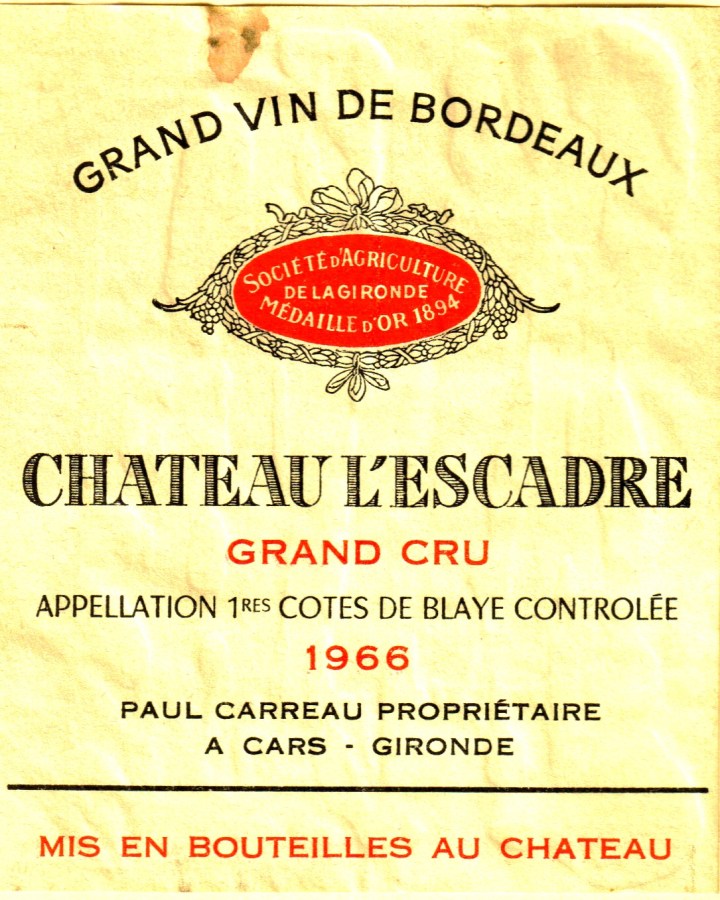 GRAND VIN DE BORDEAUX
SOCIÉTÉ D'AGRICULTURE
DE LA GIRONDE
MÉDAILLE D'OR 1894
CHATEAU L'ESCADRE
GRAND CRU
APPELLATION 1RES COTES DE BLAYE CONTROLÉE
1966
PAUL CARREAU PROPRIÉTAIRE
A CARS - GIRONDE
MIS EN BOUTEILLES AU CHATEAU